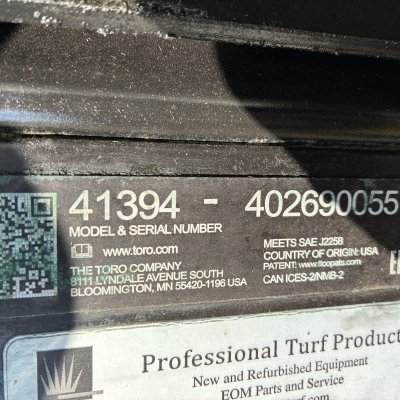 41394 - 402690055
MODEL & SERIAL NUMBER
www.toro.com
THE TORO COMPANY
8111 LYNDALE AVENUE SOUTH
BLOOMINGTON, MN 55420-1196 USA
MEETS SAE J2258
COUNTRY OF ORIGIN: USA
PATENT: www.ttcopats.com
CAN ICES-2/NMB-2
Professional Turf Product
New and Refurbished Equipment
EOM Parts and Service